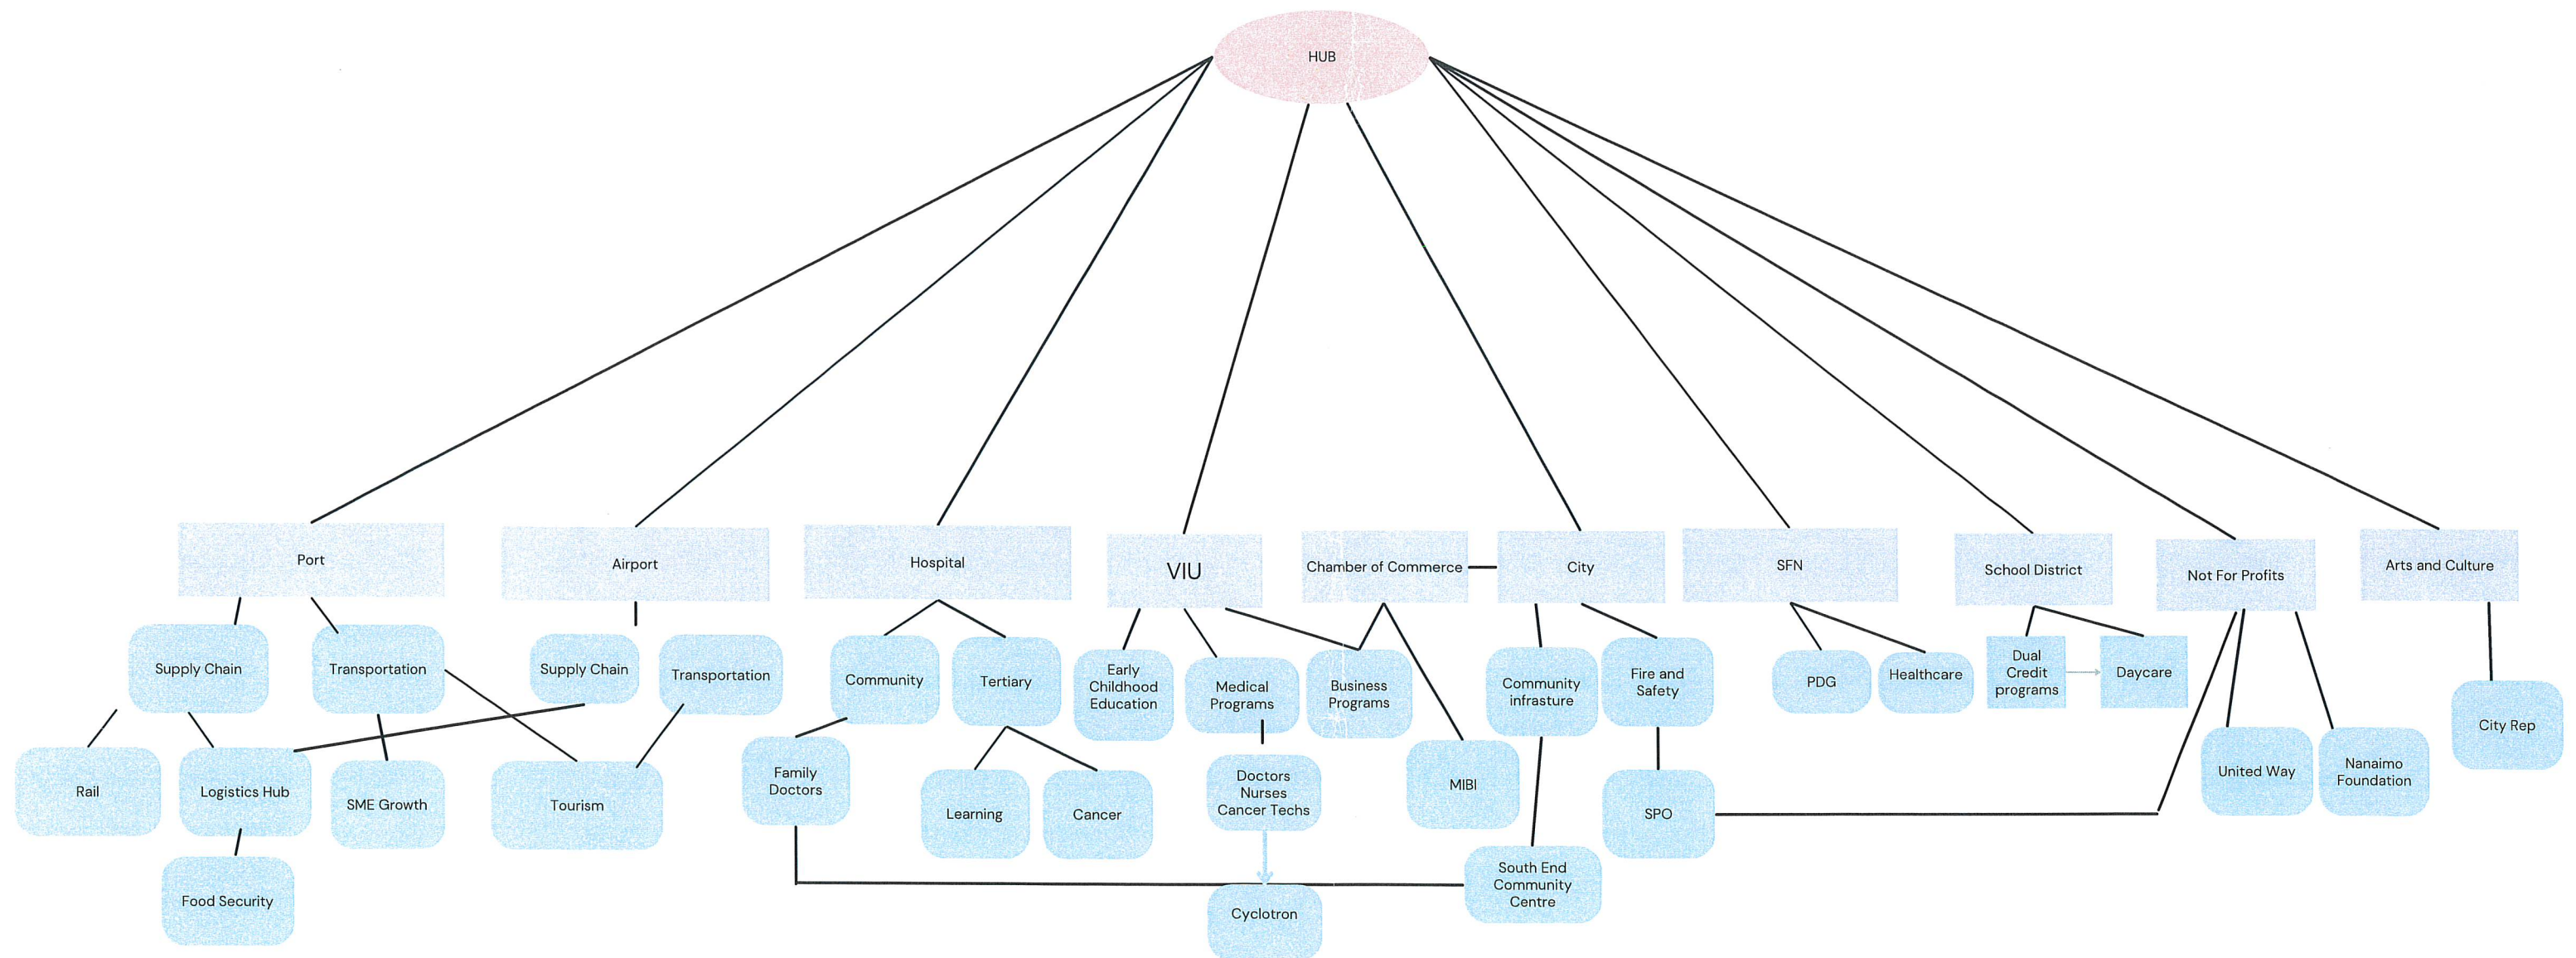 HUB
Port
Airport
Hospital
VIU
Chamber of Commerce
City
SFN
School District
Not For Profits
Arts and Culture
Supply Chain
Transportation
Supply Chain
Transportation
Community
Tertiary
Early
Childhood
Education
Medical
Programs
Business
Programs
Community
infrasture
Fire and
Safety
PDG
Healthcare
Dual
Credit
programs
Daycare
City Rep
Rail
Logistics Hub
SME Growth
Tourism
Family
Doctors
Learning
Cancer
Doctors
Nurses
Cancer Techs
MIBI
SPO
United Way
Nanaimo
Foundation
Food Security
Cyclotron
South End
Community
Centre